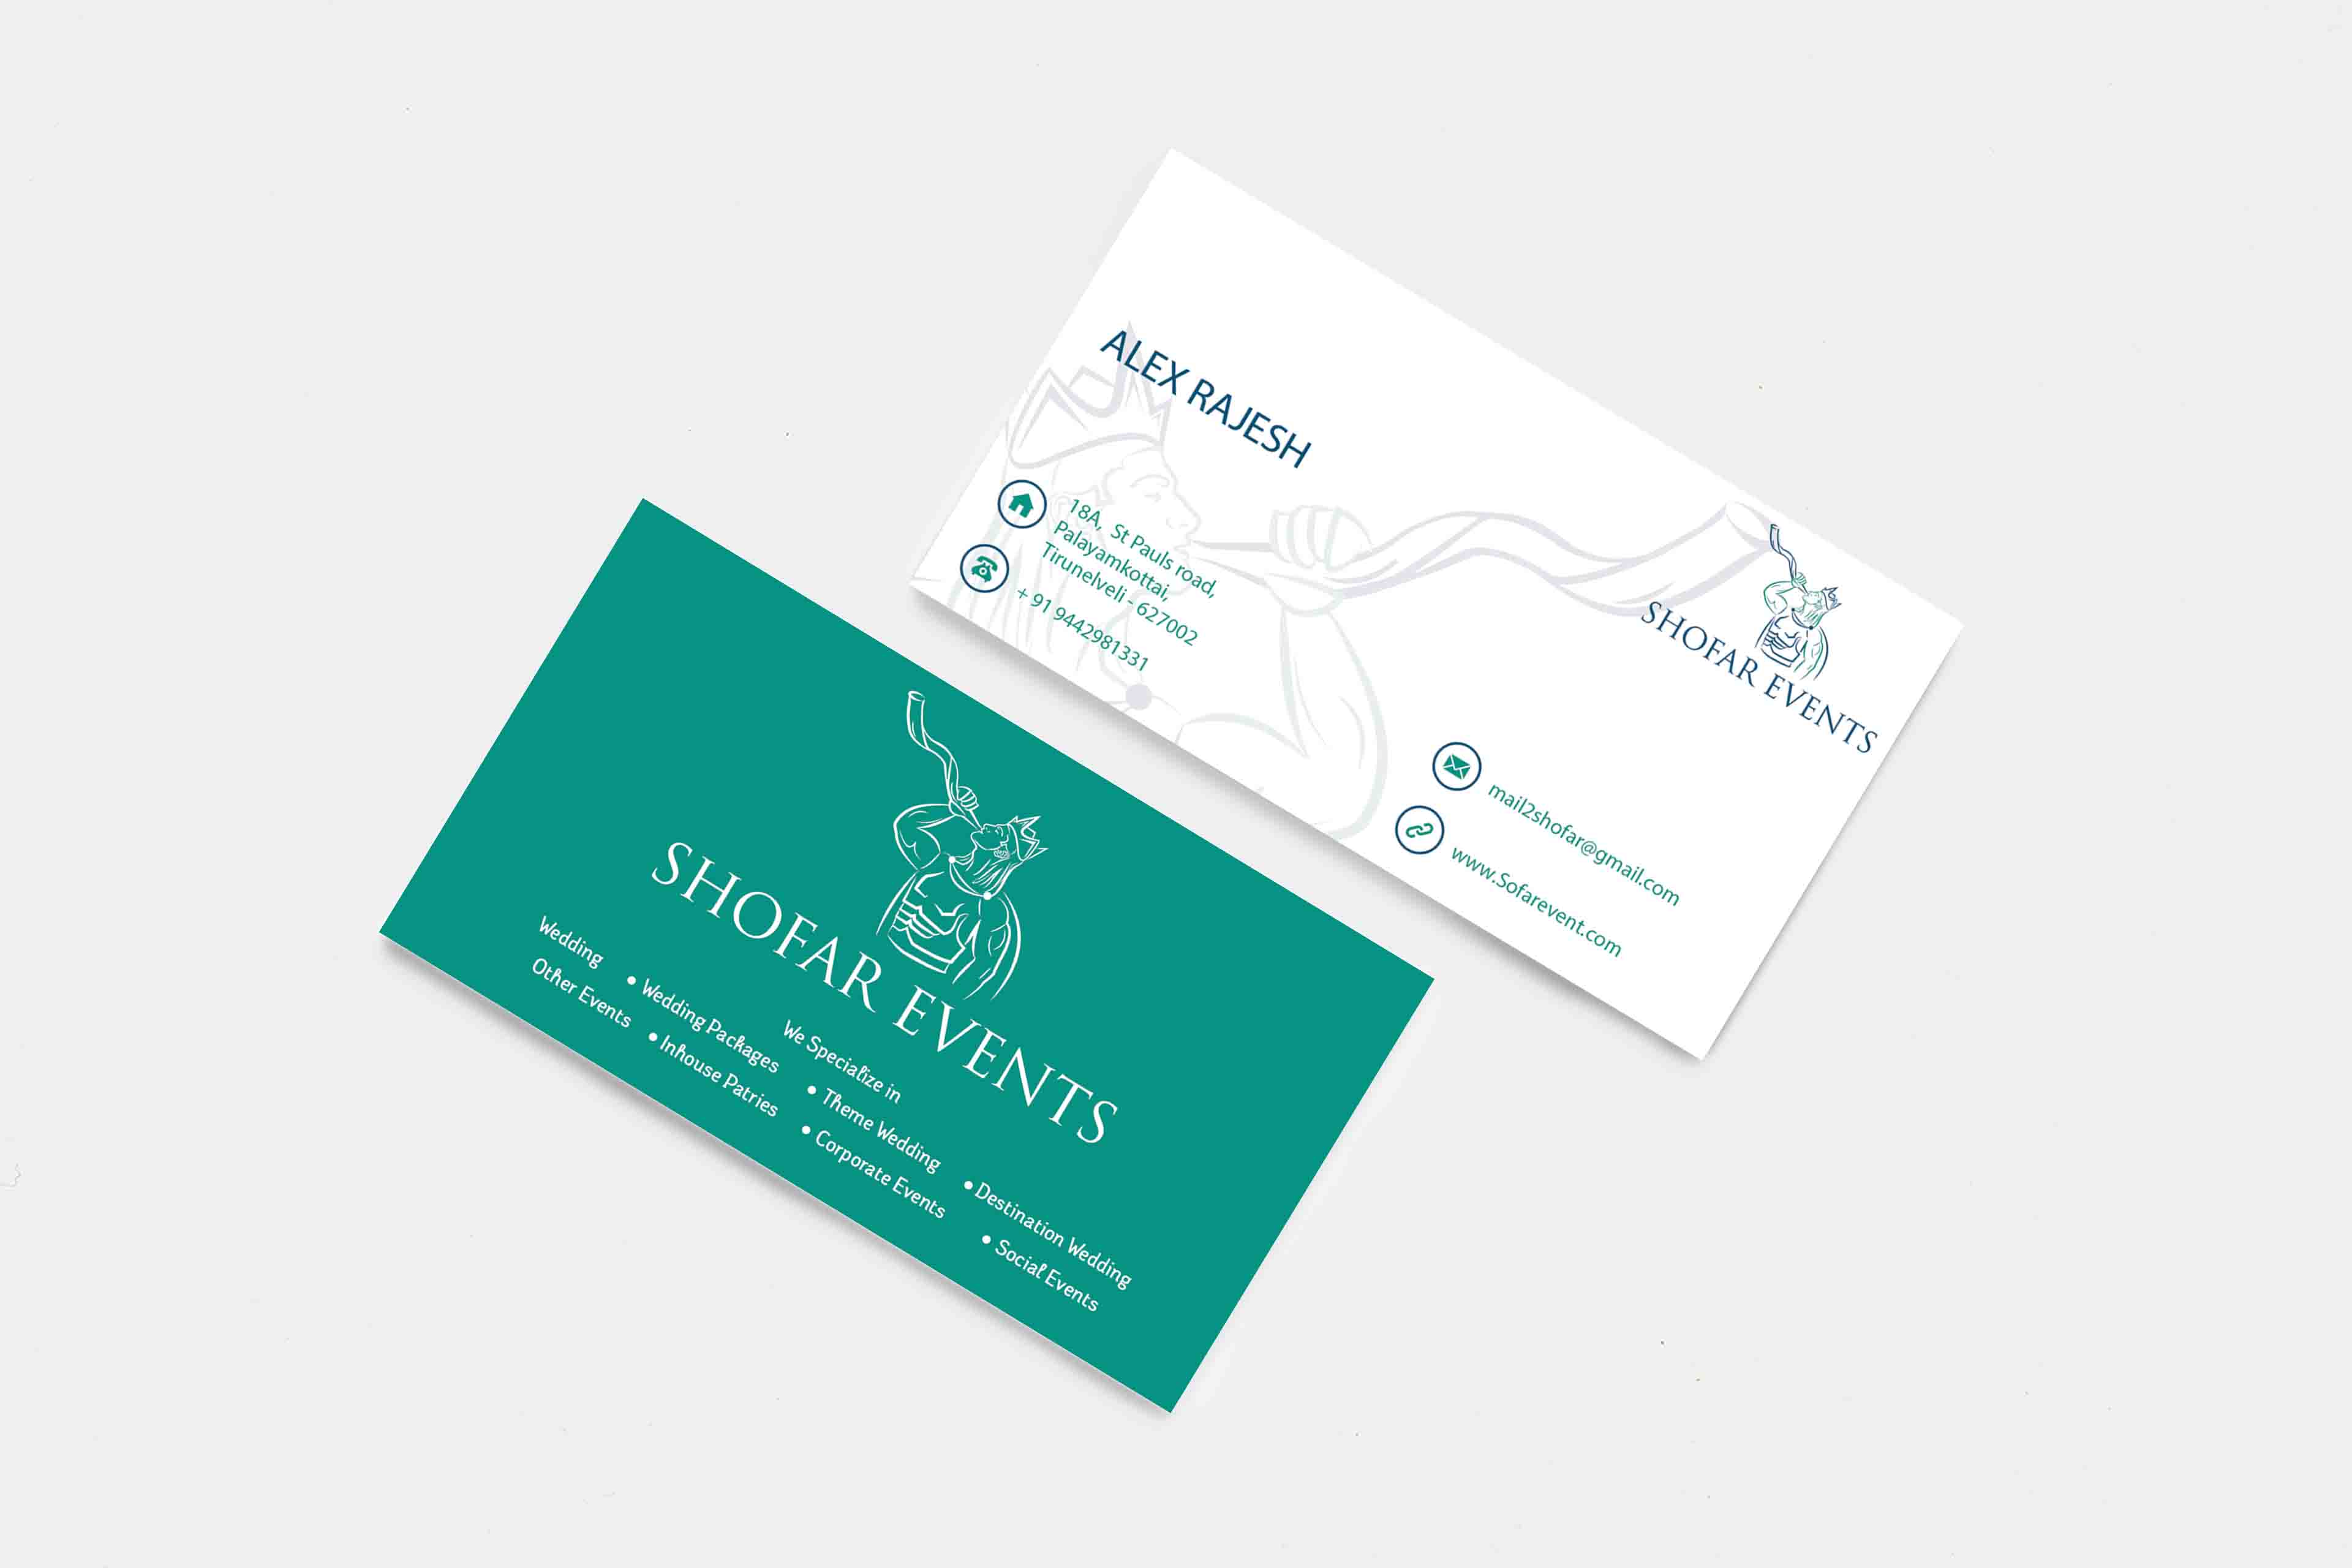 ALEX RAJESH
18A, St Pauls road,
Palayamkottai,
Tirunelveli - 627002
+ 91 9442981331
SHOFAR EVENTS
mail2shofar@gmail.com
www.Sofarevent.com
SHOFAR EVENTS
We Specialize in
Wedding • Wedding Packages • Theme Wedding • Destination Wedding
Other Events • Inhouse Patries • Corporate Events • Social Events